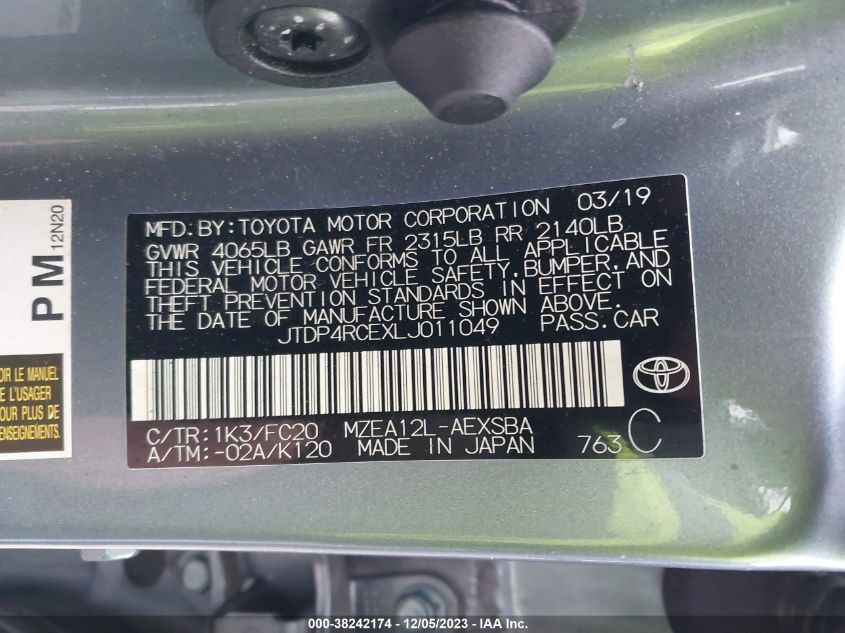 MFD. BY: TOYOTA MOTOR CORPORATION 03/19
GVWR 4065LB GAWR FR 2315LB RR 2140LB
THIS VEHICLE CONFORMS TO ALL APPLICABLE
FEDERAL MOTOR VEHICLE SAFETY, BUMPER, AND
THEFT PREVENTION STANDARDS IN EFFECT ON
THE DATE OF MANUFACTURE SHOWN ABOVE.
JTDP4RCEXLJ011049 PASS.CAR
C/TR: 1K3/FC20 MZEA12L-AEXSBA
A/TM: -02A/K120 MADE IN JAPAN 763 C
PM 12N20
OIR LE MANUEL
E L'USAGER
OUR PLUS DE
ENSEIGNEMENTS.
000-38242174 - 12/05/2023 - IAA Inc.